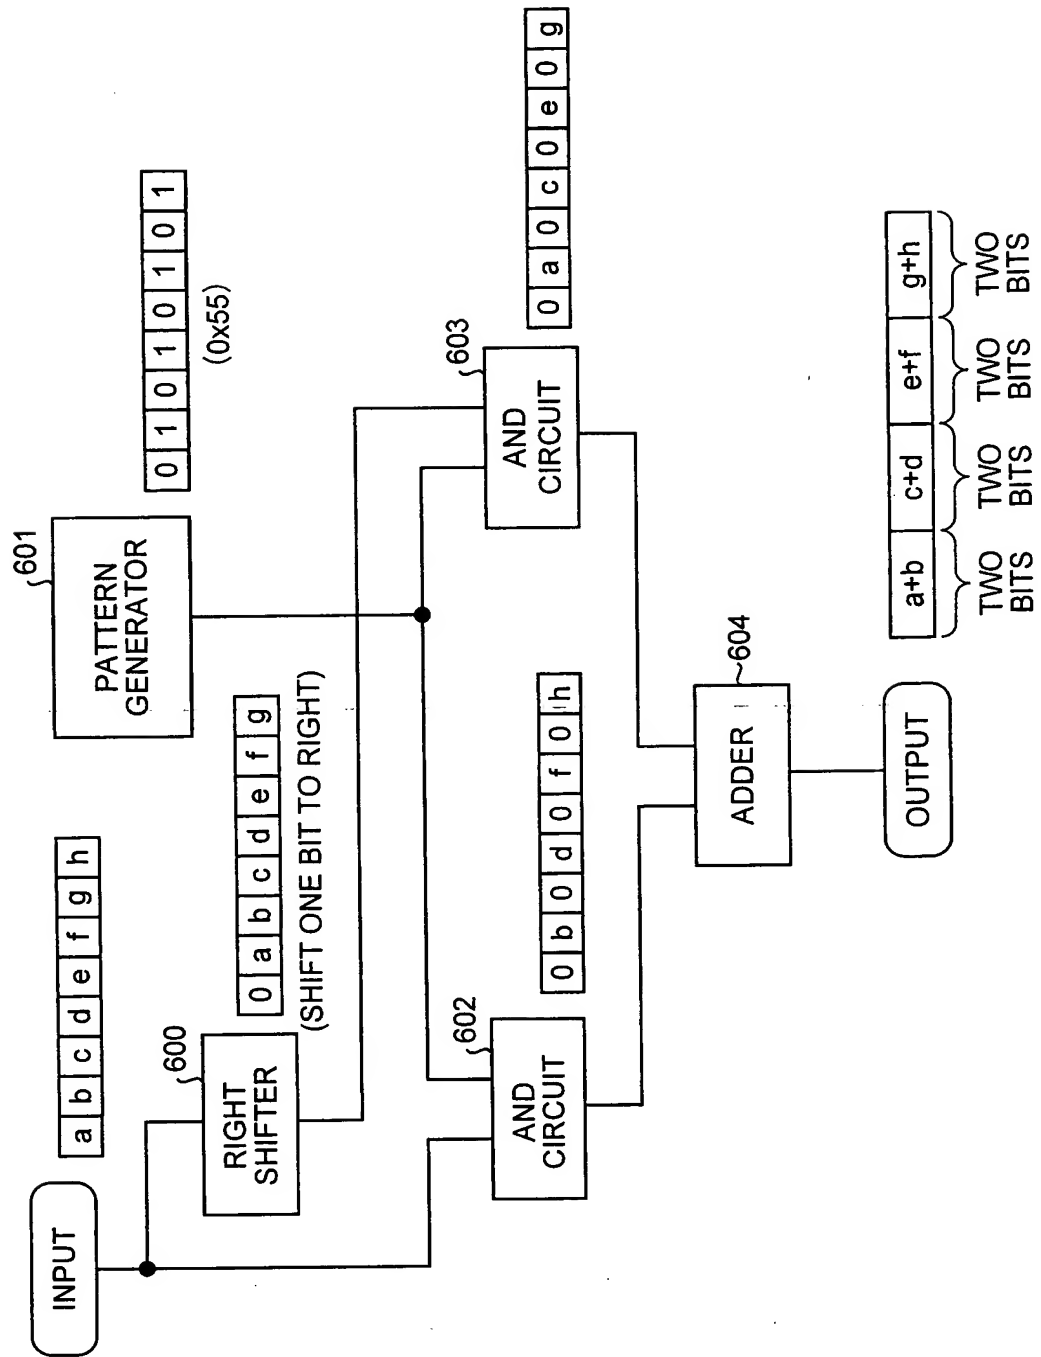 INPUT
a b c d e f g h
600
RIGHT
SHIFTER
0 a b c d e f g
(SHIFT ONE BIT TO RIGHT)
601
PATTERN
GENERATOR
0 1 0 1 0 1 0 1
(0x55)
602
AND
CIRCUIT
0 b 0 d 0 f 0 h
603
AND
CIRCUIT
0 a 0 c 0 e 0 g
604
ADDER
OUTPUT
a+b c+d e+f g+h
TWO
BITS
TWO
BITS
TWO
BITS
TWO
BITS